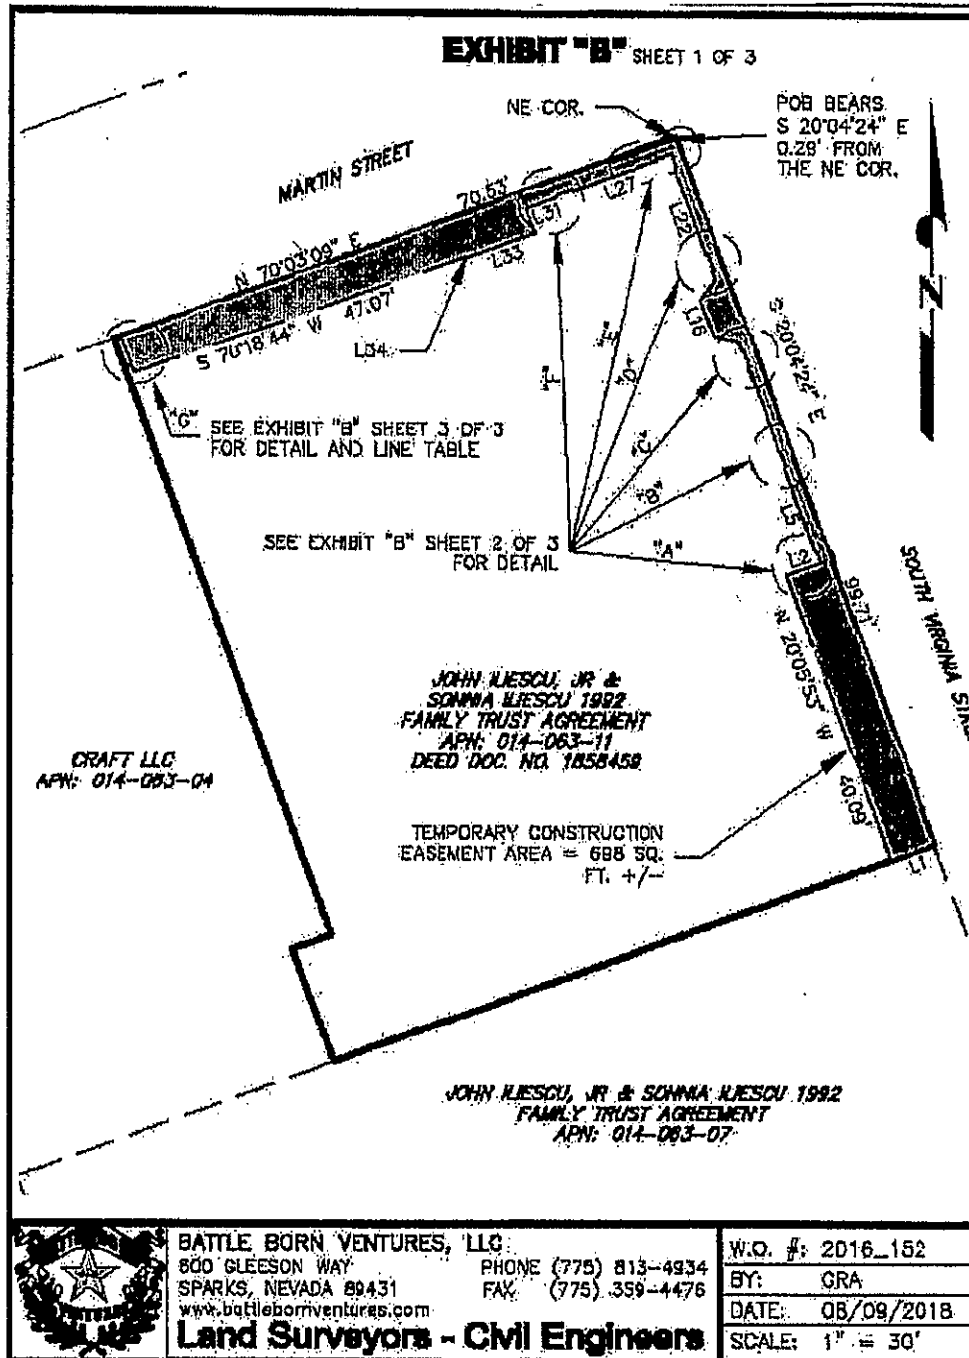 EXHIBIT "B" SHEET 1 OF 3
NE COR.
POB BEARS
S 20°04'24" E
0.28' FROM
THE NE COR.
MARTIN STREET
70.53'
N 70°03'09" E
L31
L27
L22
L33
S 70°18'44" W 47.07'
L34
L16
S 20°04'24" E
"G"
SEE EXHIBIT "B" SHEET 3 OF 3
FOR DETAIL AND LINE TABLE
"F"
"E"
"D"
"C"
"B"
"A"
SEE EXHIBIT "B" SHEET 2 OF 3
FOR DETAIL
L5
L2
99.71'
N 20°05'53" W
40.09'
SOUTH VIRGINIA
JOHN ILIESCU, JR &
SONNIA ILIESCU 1992
FAMILY TRUST AGREEMENT
APN: 014-063-11
DEED DOC. NO. 1858459
CRAFT LLC
APN: 014-063-04
TEMPORARY CONSTRUCTION
EASEMENT AREA = 688 SQ.
FT. +/-
L1
JOHN ILIESCU, JR & SONNIA ILIESCU 1992
FAMILY TRUST AGREEMENT
APN: 014-063-07
BATTLE BORN VENTURES, LLC
PHONE (775) 813-4934
SPARKS, NEVADA 89431
FAX (775) 359-4476
www.battlebornventures.com
Land Surveyors - Civil Engineers
W.O. #: 2016_152
BY: GRA
DATE: 08/09/2018
SCALE: 1" = 30'